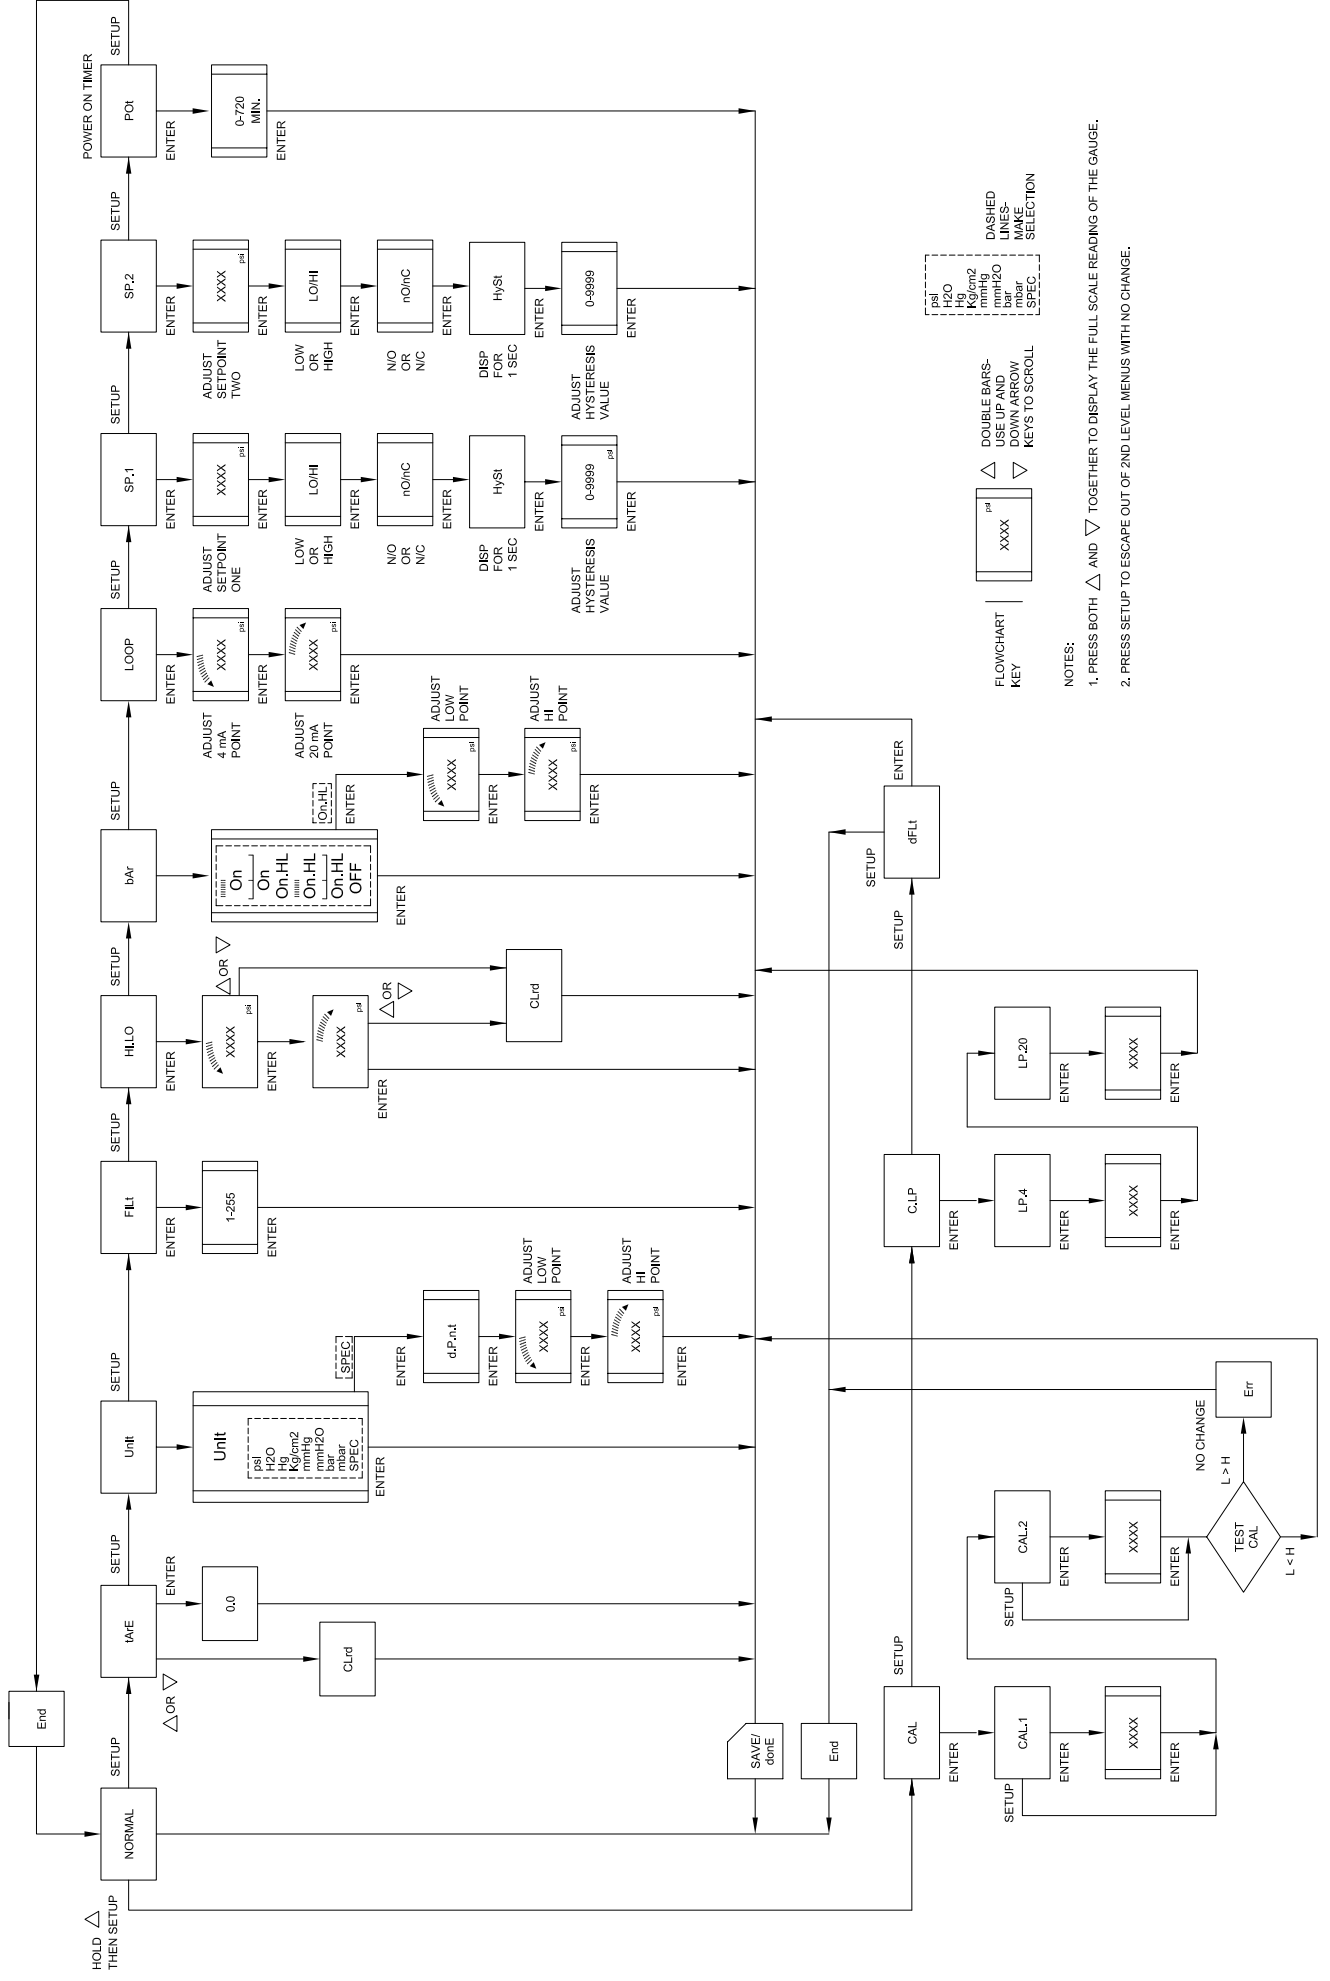 HOLD △
THEN SETUP
NORMAL
End
SETUP
tArE
△ OR ▽
CLrd
ENTER
0.0
SETUP
UnIt
UnIt
psI
H2O
Hg
Kg/cm2
mmHg
mmH2O
bar
mbar
SPEC
ENTER
SPEC
ENTER
d.P.n.t
ENTER
ADJUST
LOW
POINT
XXXX
psi
ENTER
ADJUST
HI
POINT
XXXX
psI
ENTER
SETUP
FILt
ENTER
1-255
ENTER
SETUP
HI.LO
ENTER
XXXX
psi
△ OR ▽
ENTER
XXXX
psI
△ OR ▽
ENTER
CLrd
SETUP
bAr
On
On
On.HL
On.HL
On.HL
OFF
ENTER
On.HL
ENTER
ADJUST
LOW
POINT
XXXX
psI
ENTER
ADJUST
HI
POINT
XXXX
psi
ENTER
SETUP
LOOP
ENTER
ADJUST
4 mA
POINT
XXXX
psi
ENTER
ADJUST
20 mA
POINT
XXXX
psi
ENTER
SETUP
SP.1
ENTER
ADJUST
SETPOINT
ONE
XXXX
psi
ENTER
LOW
OR
HIGH
LO/HI
ENTER
N/O
OR
N/C
nO/nC
ENTER
DISP
FOR
1 SEC
HySt
ENTER
ADJUST
HYSTERESIS
VALUE
0-9999
psI
ENTER
SETUP
SP.2
ENTER
ADJUST
SETPOINT
TWO
XXXX
psi
ENTER
LOW
OR
HIGH
LO/HI
ENTER
N/O
OR
N/C
nO/nC
ENTER
DISP
FOR
1 SEC
HySt
ENTER
ADJUST
HYSTERESIS
VALUE
0-9999
ENTER
SETUP
POWER ON TIMER
POt
ENTER
0-720
MIN.
ENTER
SETUP
SAVE/
donE
End
CAL
ENTER
CAL.1
SETUP
ENTER
XXXX
ENTER
CAL.2
SETUP
ENTER
XXXX
ENTER
TEST
CAL
L < H
L > H
NO CHANGE
Err
SETUP
C.LP
ENTER
LP.4
ENTER
XXXX
ENTER
LP.20
ENTER
XXXX
ENTER
SETUP
dFLt
SETUP
ENTER
FLOWCHART
KEY
XXXX
psI
△
▽
DOUBLE BARS-
USE UP AND
DOWN ARROW
KEYS TO SCROLL
psI
H2O
Hg
Kg/cm2
mmHg
mmH2O
bar
mbar
SPEC
DASHED
LINES-
MAKE
SELECTION
NOTES:
1. PRESS BOTH △ AND ▽ TOGETHER TO DISPLAY THE FULL SCALE READING OF THE GAUGE.
2. PRESS SETUP TO ESCAPE OUT OF 2ND LEVEL MENUS WITH NO CHANGE.